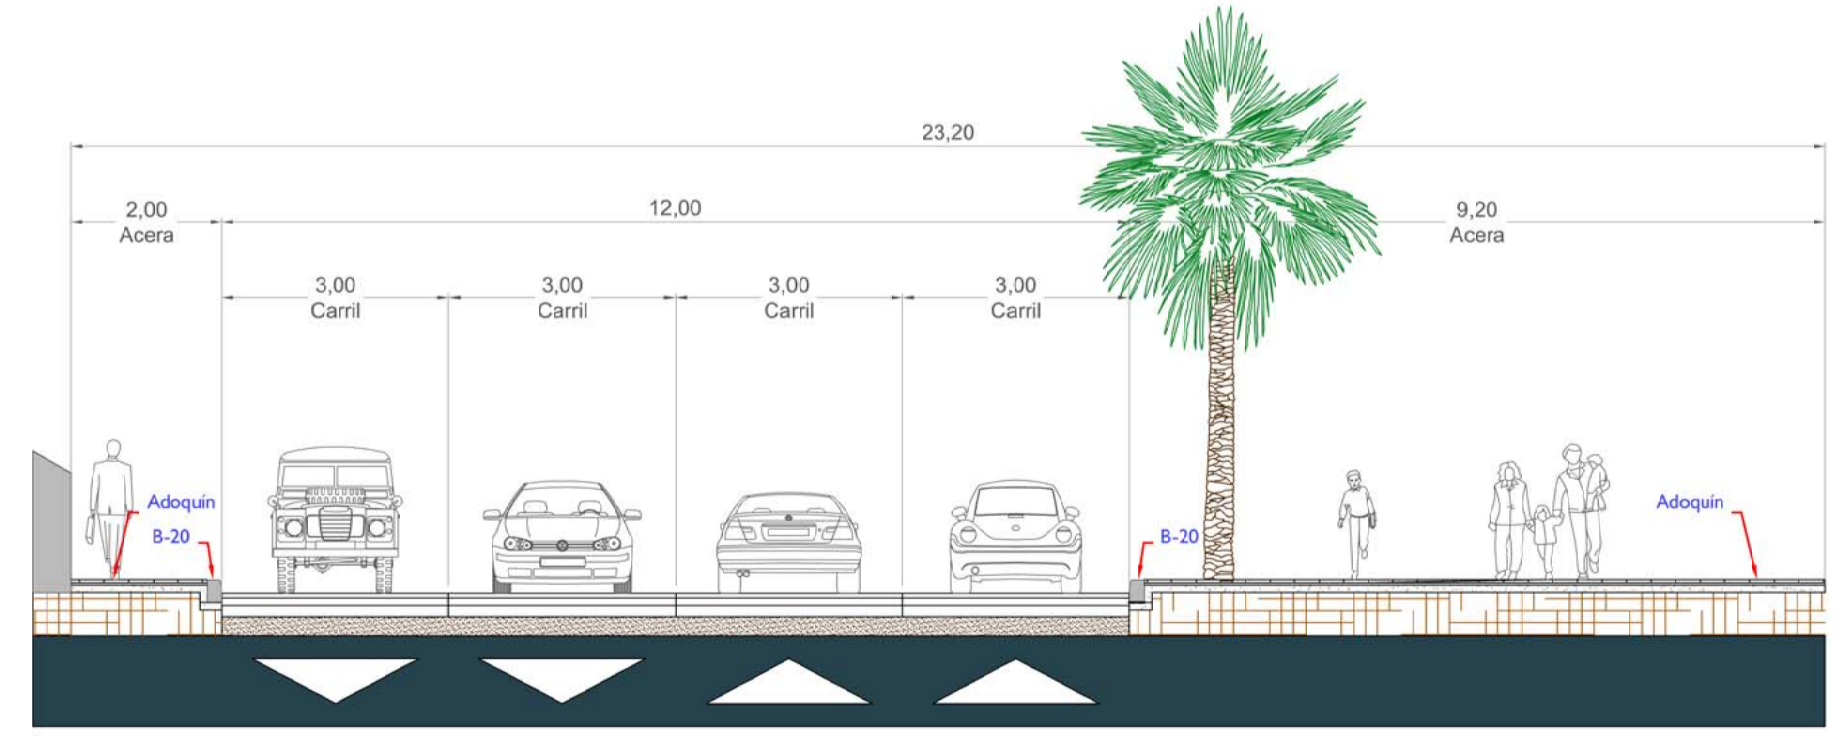 23,20
2,00
Acera
12,00
9,20
Acera
3,00
Carril
3,00
Carril
3,00
Carril
3,00
Carril
Adoquín
B-20
B-20
Adoquín